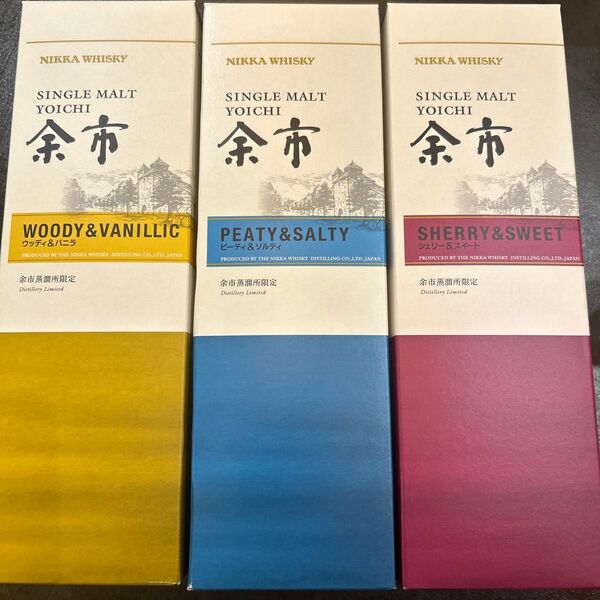 NIKKA WHISKY
SINGLE MALT
YOICHI
余市
WOODY&VANILLIC
ウッディ&バニラ
PRODUCED BY THE NIKKA WHISKY DISTILLING CO., LTD., JAPAN
余市蒸溜所限定
Distillery Limited
NIKKA WHISKY
SINGLE MALT
YOICHI
余市
PEATY&SALTY
ピーティ&ソルティ
PRODUCED BY THE NIKKA WHISKY DISTILLING CO., LTD., JAPAN
余市蒸溜所限定
Distillery Limited
NIKKA WHISKY
SINGLE MALT
YOICHI
余市
SHERRY&SWEET
シェリー&スイート
PRODUCED BY THE NIKKA WHISKY DISTILLING CO., LTD., JAPAN
余市蒸溜所限定
Distillery Limited